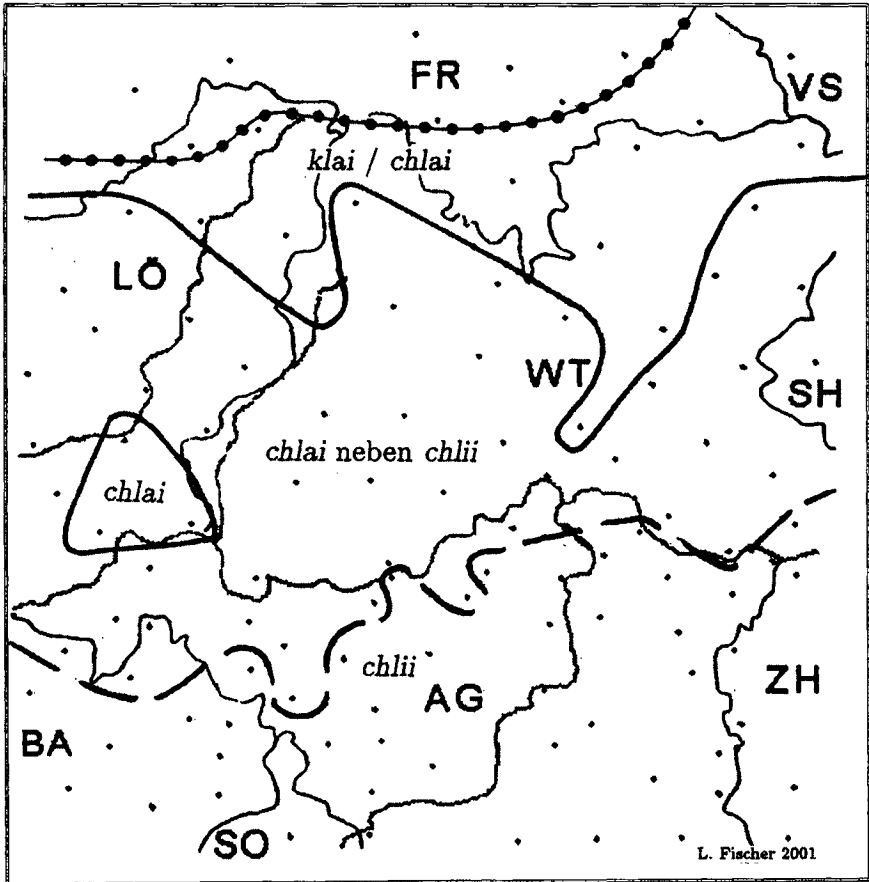 FR
VS
klai / chlai
LÖ
WT
SH
chlai neben chlii
chlai
chlii
AG
ZH
BA
SO
L. Fischer 2001